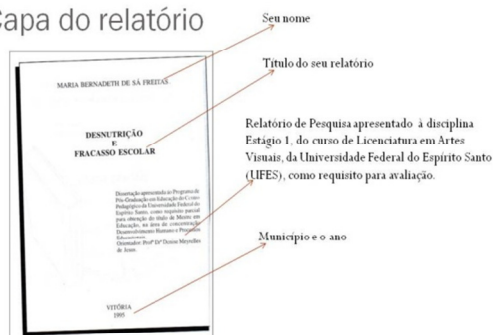 Capa do relatório
Seu nome
Título do seu relatório
Relatório de Pesquisa apresentado à disciplina
Estágio 1, do curso de Licenciatura em Artes
Visuais, da Universidade Federal do Espírito Santo
(UFES), como requisito para avaliação.
Município e o ano
MARIA BERNADETH DE SÁ FREITAS
DESNUTRIÇÃO
E
FRACASSO ESCOLAR
Dissertação apresentada ao Programa de
Pós-Graduação em Educação do Centro
Pedagógico da Universidade Federal do
Espírito Santo, como requisito parcial
para obtenção do título de Mestre em
Educação, na área de concentração
Desenvolvimento Humano e Processos
Educacionais.
Orientador: Profª Drª Denise Meyrelles
de Jesus.
VITÓRIA
1995